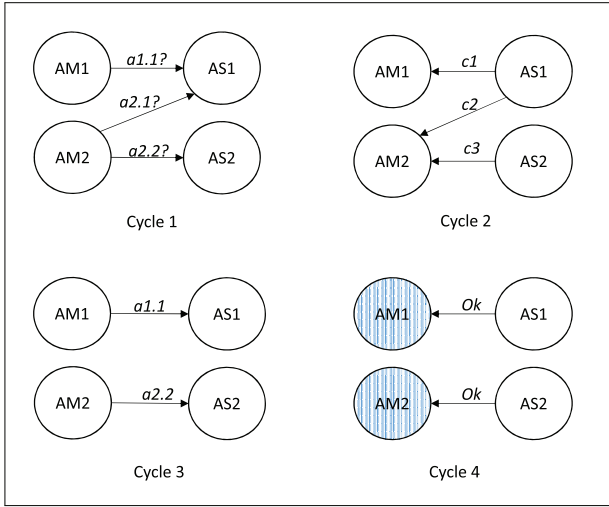 AM1 a1.1? AS1
a2.1?
AM2 a2.2? AS2
Cycle 1
AM1 c1 AS1
c2
AM2 c3 AS2
Cycle 2
AM1 a1.1 AS1
AM2 a2.2 AS2
Cycle 3
AM1 Ok AS1
AM2 Ok AS2
Cycle 4